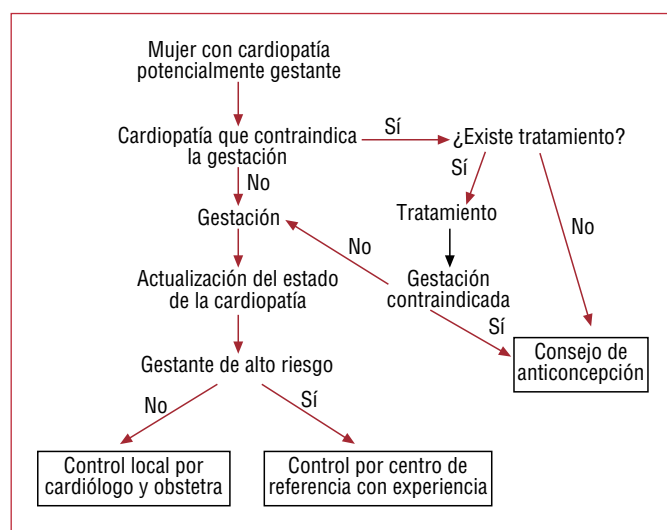 Mujer con cardiopatía
potencialmente gestante
Cardiopatía que contraindica
la gestación
Sí
¿Existe tratamiento?
No
Sí
Gestación
Tratamiento
No
No
Actualización del estado
de la cardiopatía
Gestación
contraindicada
Sí
Gestante de alto riesgo
Consejo de
anticoncepción
No
Sí
Control local por
cardiólogo y obstetra
Control por centro de
referencia con experiencia